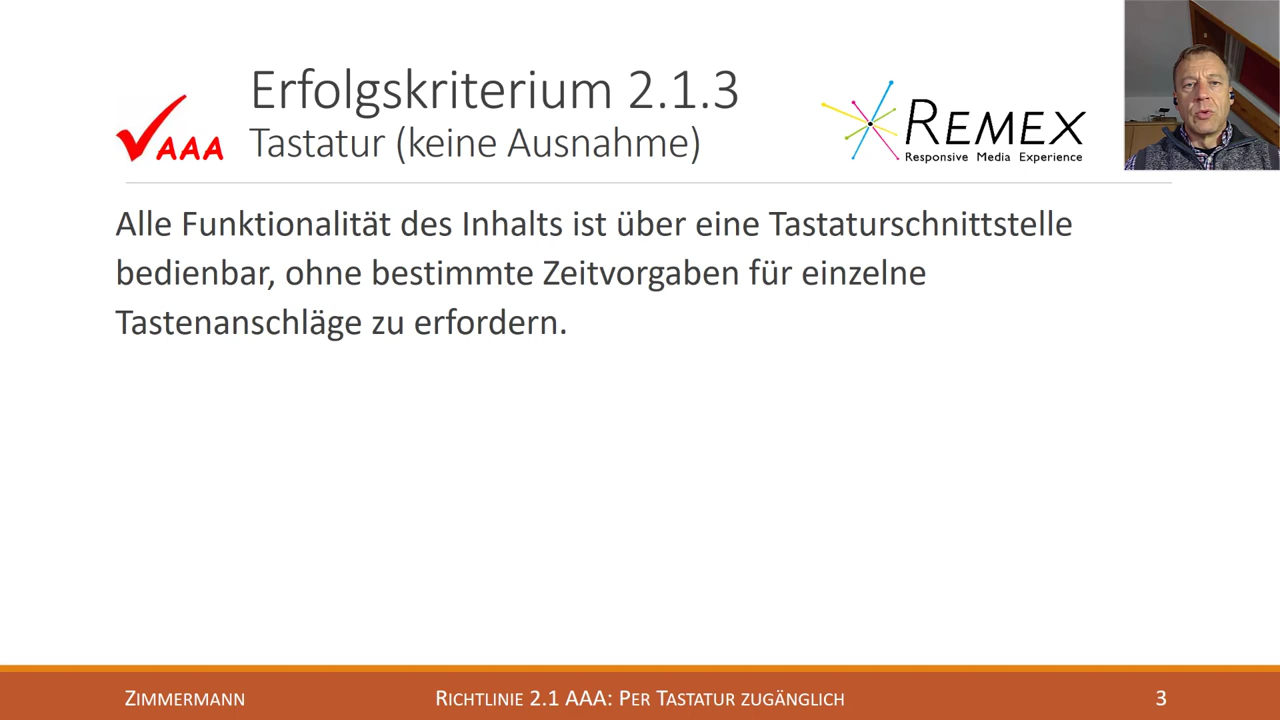 Erfolgskriterium 2.1.3
AAA
Tastatur (keine Ausnahme)
REMEX
Responsive Media Experience
Alle Funktionalität des Inhalts ist über eine Tastaturschnittstelle
bedienbar, ohne bestimmte Zeitvorgaben für einzelne
Tastenanschläge zu erfordern.
ZIMMERMANN
RICHTLINIE 2.1 AAA: PER TASTATUR ZUGÄNGLICH
3